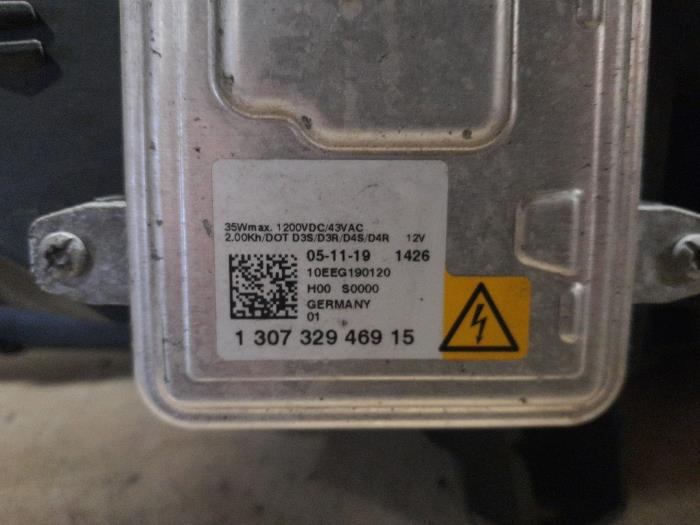 35Wmax. 1200VDC/43VAC
2.00Kh/DOT D3S/D3R/D4S/D4R 12V
05-11-19 1426
10EEG190120
H00 S0000
GERMANY
01
1 307 329 469 15